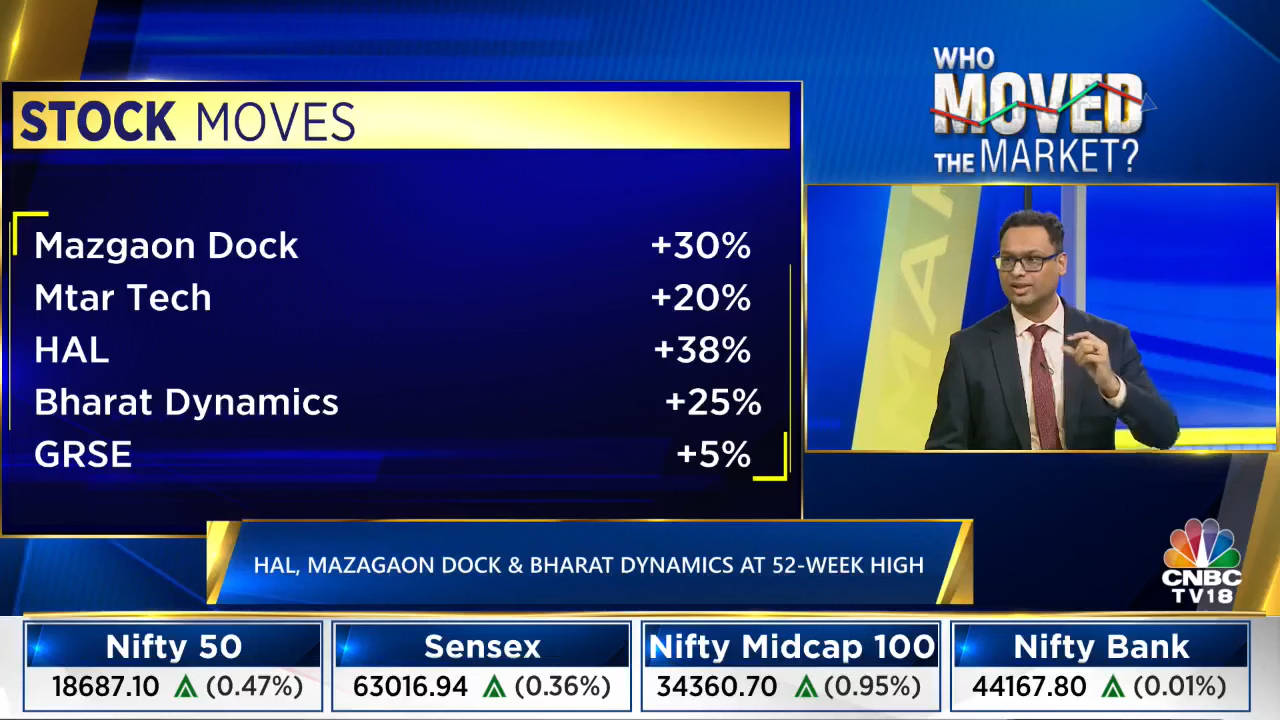 STOCK MOVES
Mazgaon Dock +30%
Mtar Tech +20%
HAL +38%
Bharat Dynamics +25%
GRSE +5%
WHO
MOVED
THE MARKET?
HAL, MAZAGAON DOCK & BHARAT DYNAMICS AT 52-WEEK HIGH
CNBC
TV18
Nifty 50
18687.10 (0.47%)
Sensex
63016.94 (0.36%)
Nifty Midcap 100
34360.70 (0.95%)
Nifty Bank
44167.80 (0.01%)